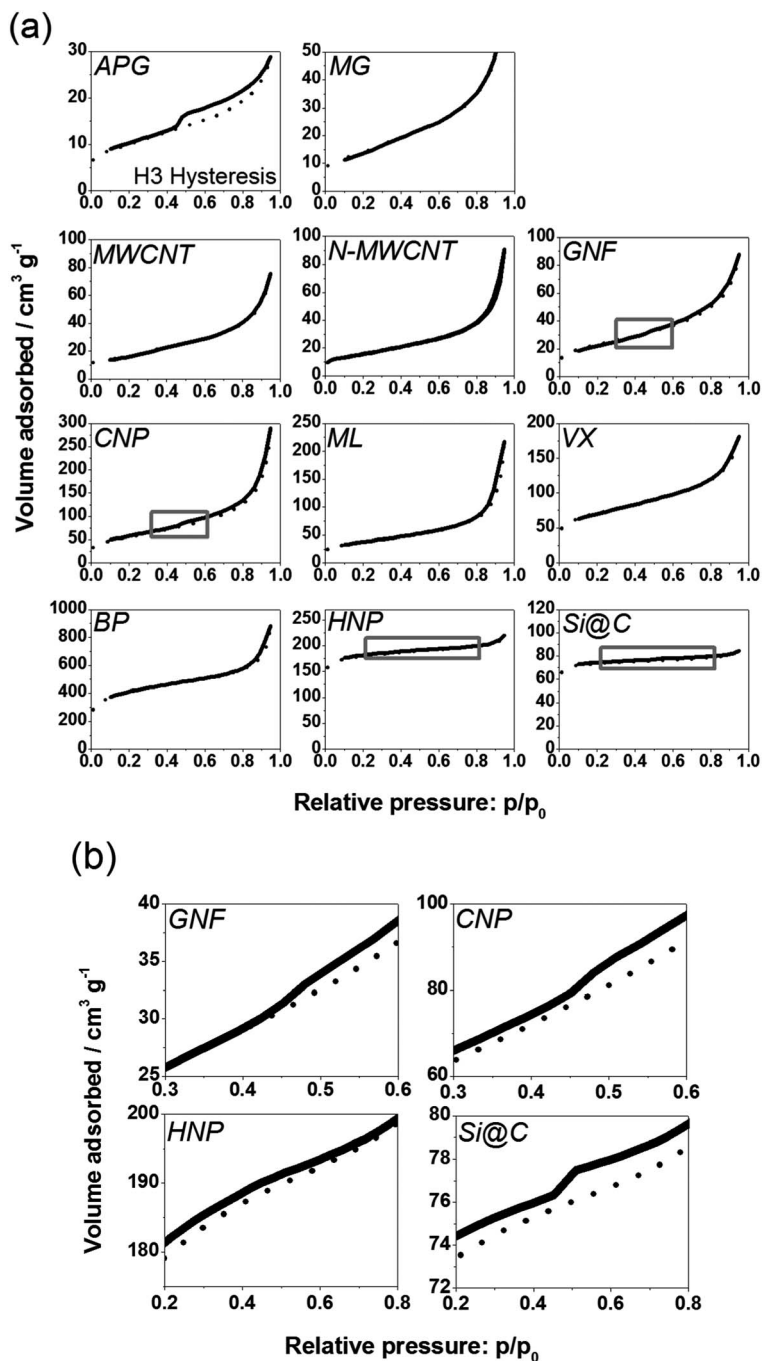 (a)
30
APG
20
10
H3 Hysteresis
0
0.0 0.2 0.4 0.6 0.8 1.0
50
MG
40
30
20
10
0
0.0 0.2 0.4 0.6 0.8 1.0
100
MWCNT
80
60
40
20
0
0.0 0.2 0.4 0.6 0.8 1.0
100
N-MWCNT
80
60
40
20
0
0.0 0.2 0.4 0.6 0.8 1.0
100
GNF
80
60
40
20
0
0.0 0.2 0.4 0.6 0.8 1.0
300
CNP
250
200
150
100
50
0
0.0 0.2 0.4 0.6 0.8 1.0
250
ML
200
150
100
50
0
0.0 0.2 0.4 0.6 0.8 1.0
200
VX
150
100
50
0
0.0 0.2 0.4 0.6 0.8 1.0
1000
BP
800
600
400
200
0
0.0 0.2 0.4 0.6 0.8 1.0
250
HNP
200
150
100
50
0
0.0 0.2 0.4 0.6 0.8 1.0
120
Si@C
100
80
60
40
20
0
0.0 0.2 0.4 0.6 0.8 1.0
Volume adsorbed / cm³ g⁻¹
Relative pressure: p/p₀
(b)
40
GNF
35
30
25
0.3 0.4 0.5 0.6
100
CNP
80
60
0.3 0.4 0.5 0.6
200
HNP
190
180
0.2 0.4 0.6 0.8
80
Si@C
78
76
74
72
0.2 0.4 0.6 0.8
Volume adsorbed / cm³ g⁻¹
Relative pressure: p/p₀